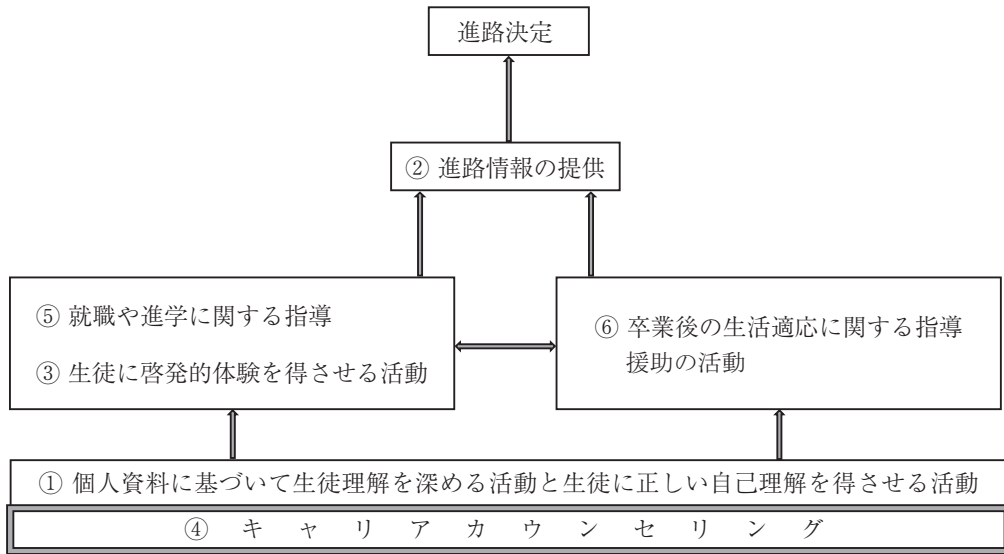 進路決定
② 進路情報の提供
⑤ 就職や進学に関する指導
③ 生徒に啓発的体験を得させる活動
⑥ 卒業後の生活適応に関する指導
援助の活動
① 個人資料に基づいて生徒理解を深める活動と生徒に正しい自己理解を得させる活動
④ キャリアカウンセリング